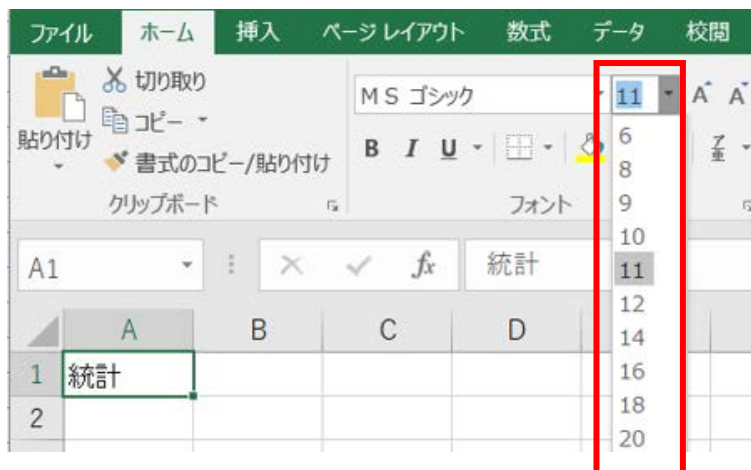 ファイル ホーム 挿入 ページ レイアウト 数式 データ 校閲
切り取り
コピー
書式のコピー/貼り付け
貼り付け
クリップボード
ＭＳ ゴシック 11 A A
B I U
フォント
6
8
9
10
11
12
14
16
18
20
A1 fx 統計
A B C D
1 統計
2